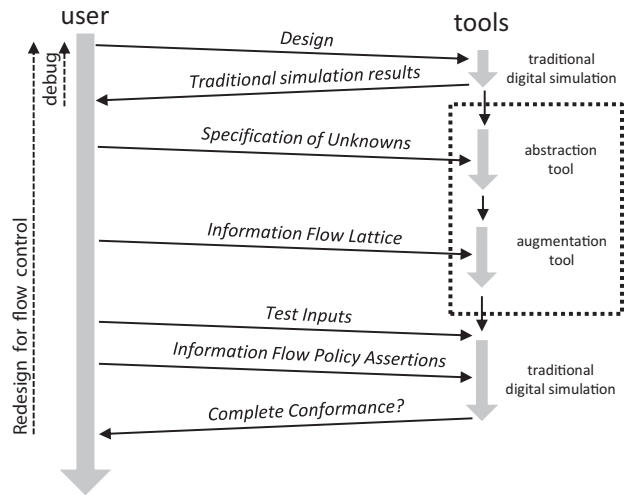 user
tools
Design
traditional
digital simulation
debug
Traditional simulation results
Specification of Unknowns
abstraction
tool
Information Flow Lattice
augmentation
tool
Redesign for flow control
Test Inputs
Information Flow Policy Assertions
traditional
digital simulation
Complete Conformance?